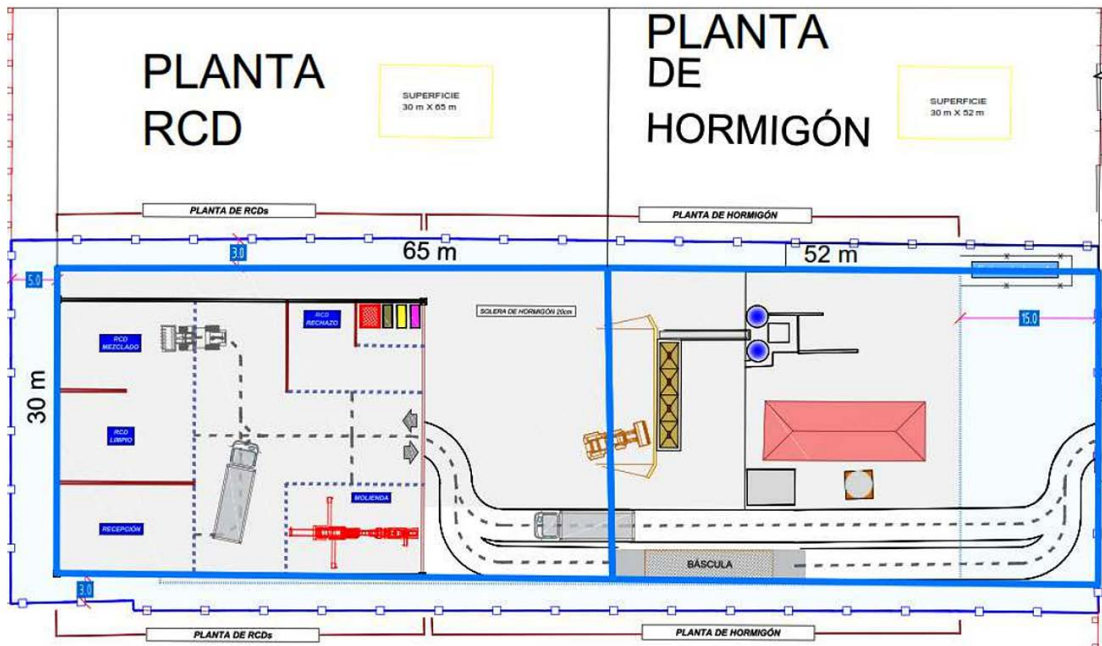 PLANTA
RCD
SUPERFICIE
30 m X 65 m
PLANTA
DE
HORMIGÓN
SUPERFICIE
30 m X 52 m
PLANTA DE RCDs
PLANTA DE HORMIGÓN
3.0
65 m
52 m
5.0
15.0
SOLERA DE HORMIGÓN 20cm
RCD
RECHAZO
RCD
MEZCLADO
30 m
RCD
LIMPIO
MOLIENDA
RECEPCIÓN
BÁSCULA
3.0
PLANTA DE RCDs
PLANTA DE HORMIGÓN